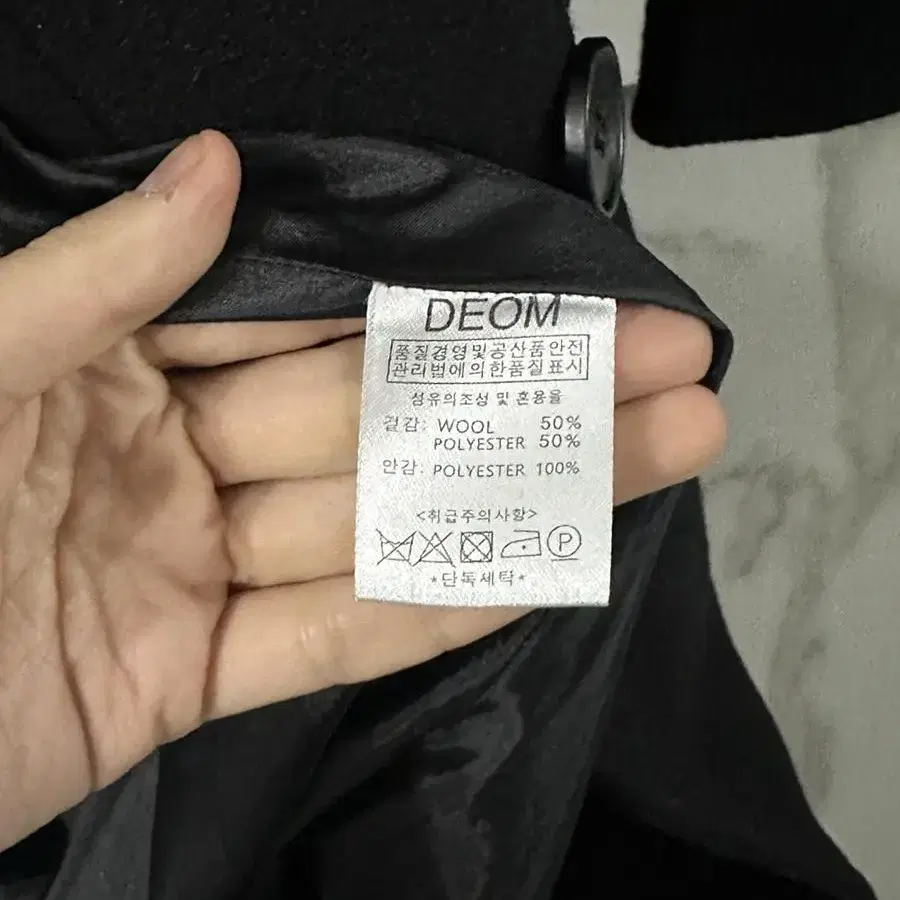 DEOM
품질경영및공산품안전
관리법에의한품질표시
섬유의조성 및 혼용율
겉감: WOOL 50%
POLYESTER 50%
안감: POLYESTER 100%
<취급주의사항>
P
*단독세탁*